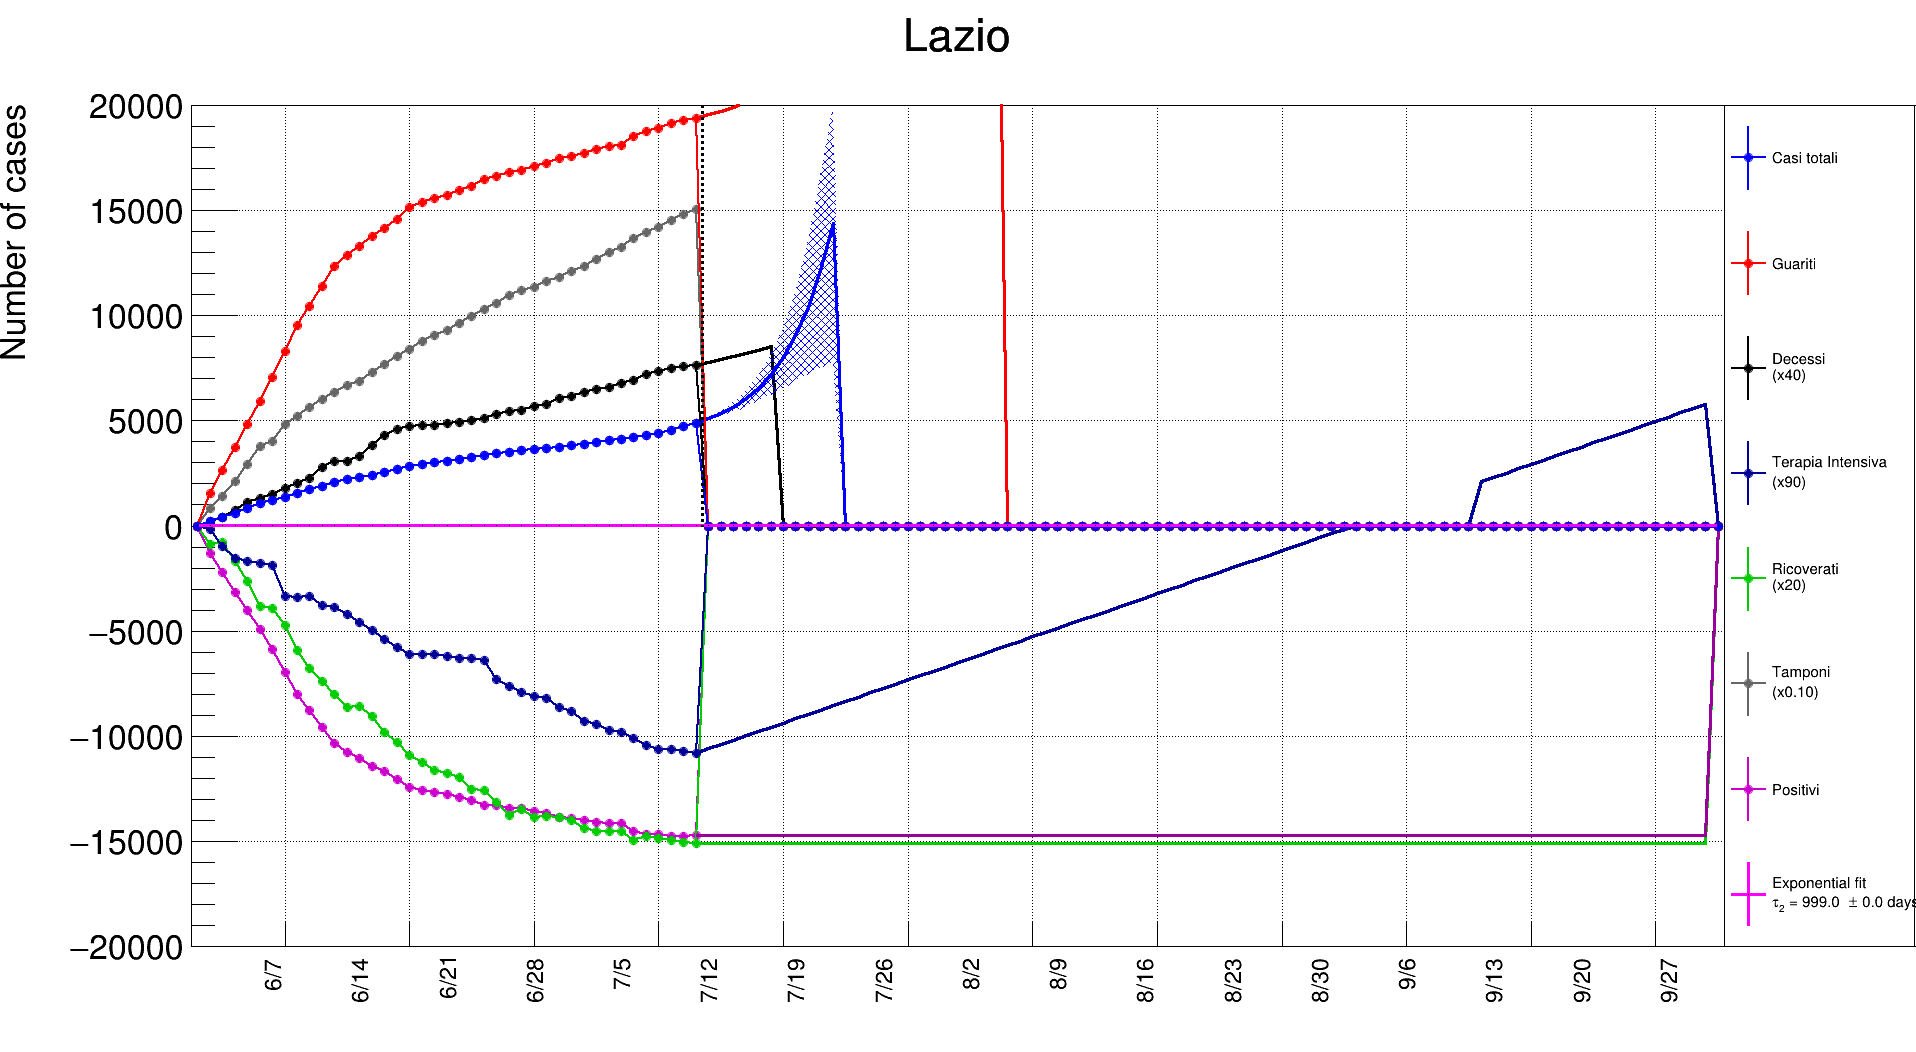 Lazio
Number of cases
20000
15000
10000
5000
0
−5000
−10000
−15000
−20000
6/7
6/14
6/21
6/28
7/5
7/12
7/19
7/26
8/2
8/9
8/16
8/23
8/30
9/6
9/13
9/20
9/27
Casi totali
Guariti
Decessi
(x40)
Terapia Intensiva
(x90)
Ricoverati
(x20)
Tamponi
(x0.10)
Positivi
Exponential fit
τ₂ = 999.0 ± 0.0 days